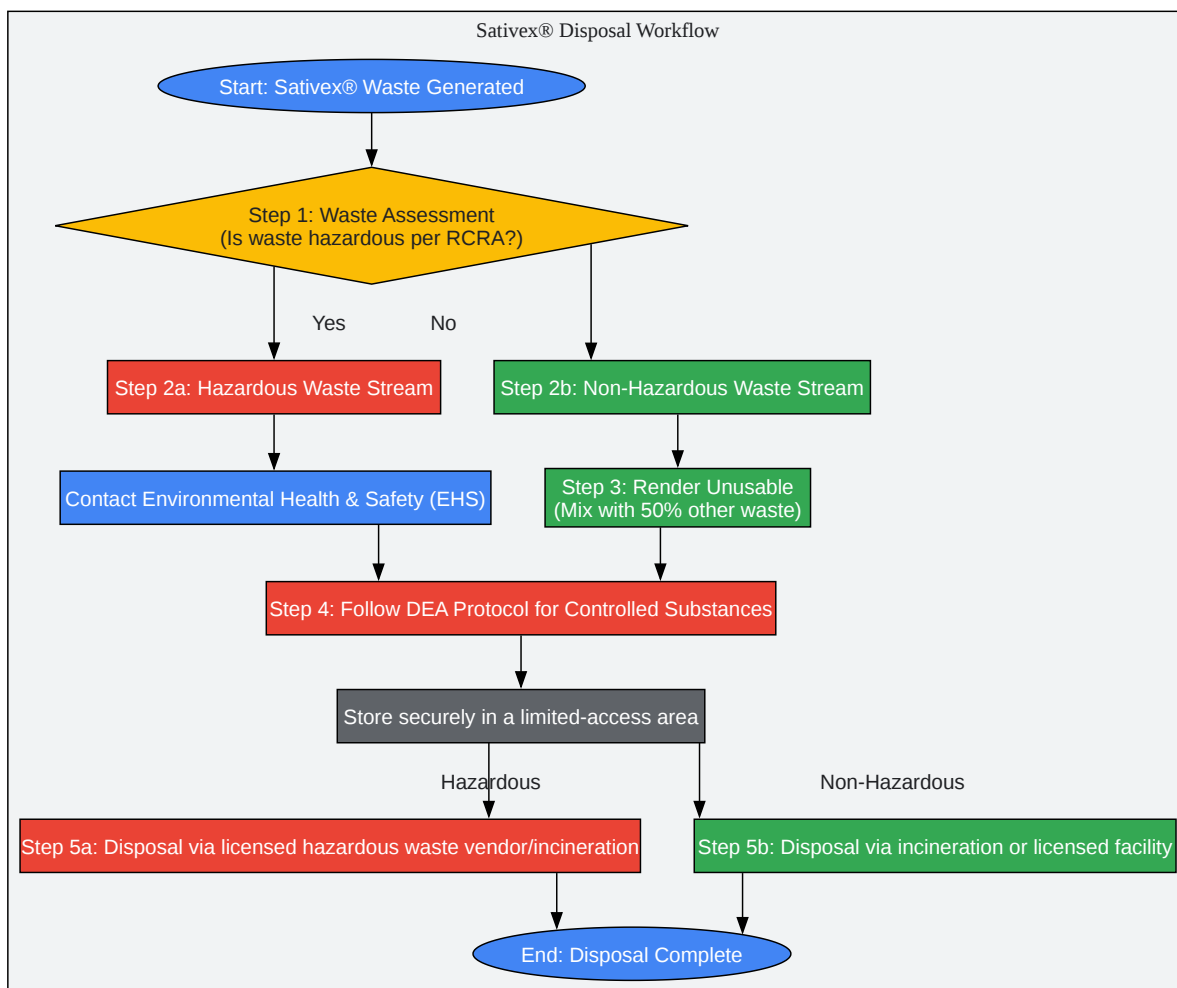 Sativex® Disposal Workflow
Start: Sativex® Waste Generated
Step 1: Waste Assessment
(Is waste hazardous per RCRA?)
Yes
No
Step 2a: Hazardous Waste Stream
Step 2b: Non-Hazardous Waste Stream
Contact Environmental Health & Safety (EHS)
Step 3: Render Unusable
(Mix with 50% other waste)
Step 4: Follow DEA Protocol for Controlled Substances
Store securely in a limited-access area
Hazardous
Non-Hazardous
Step 5a: Disposal via licensed hazardous waste vendor/incineration
Step 5b: Disposal via incineration or licensed facility
End: Disposal Complete